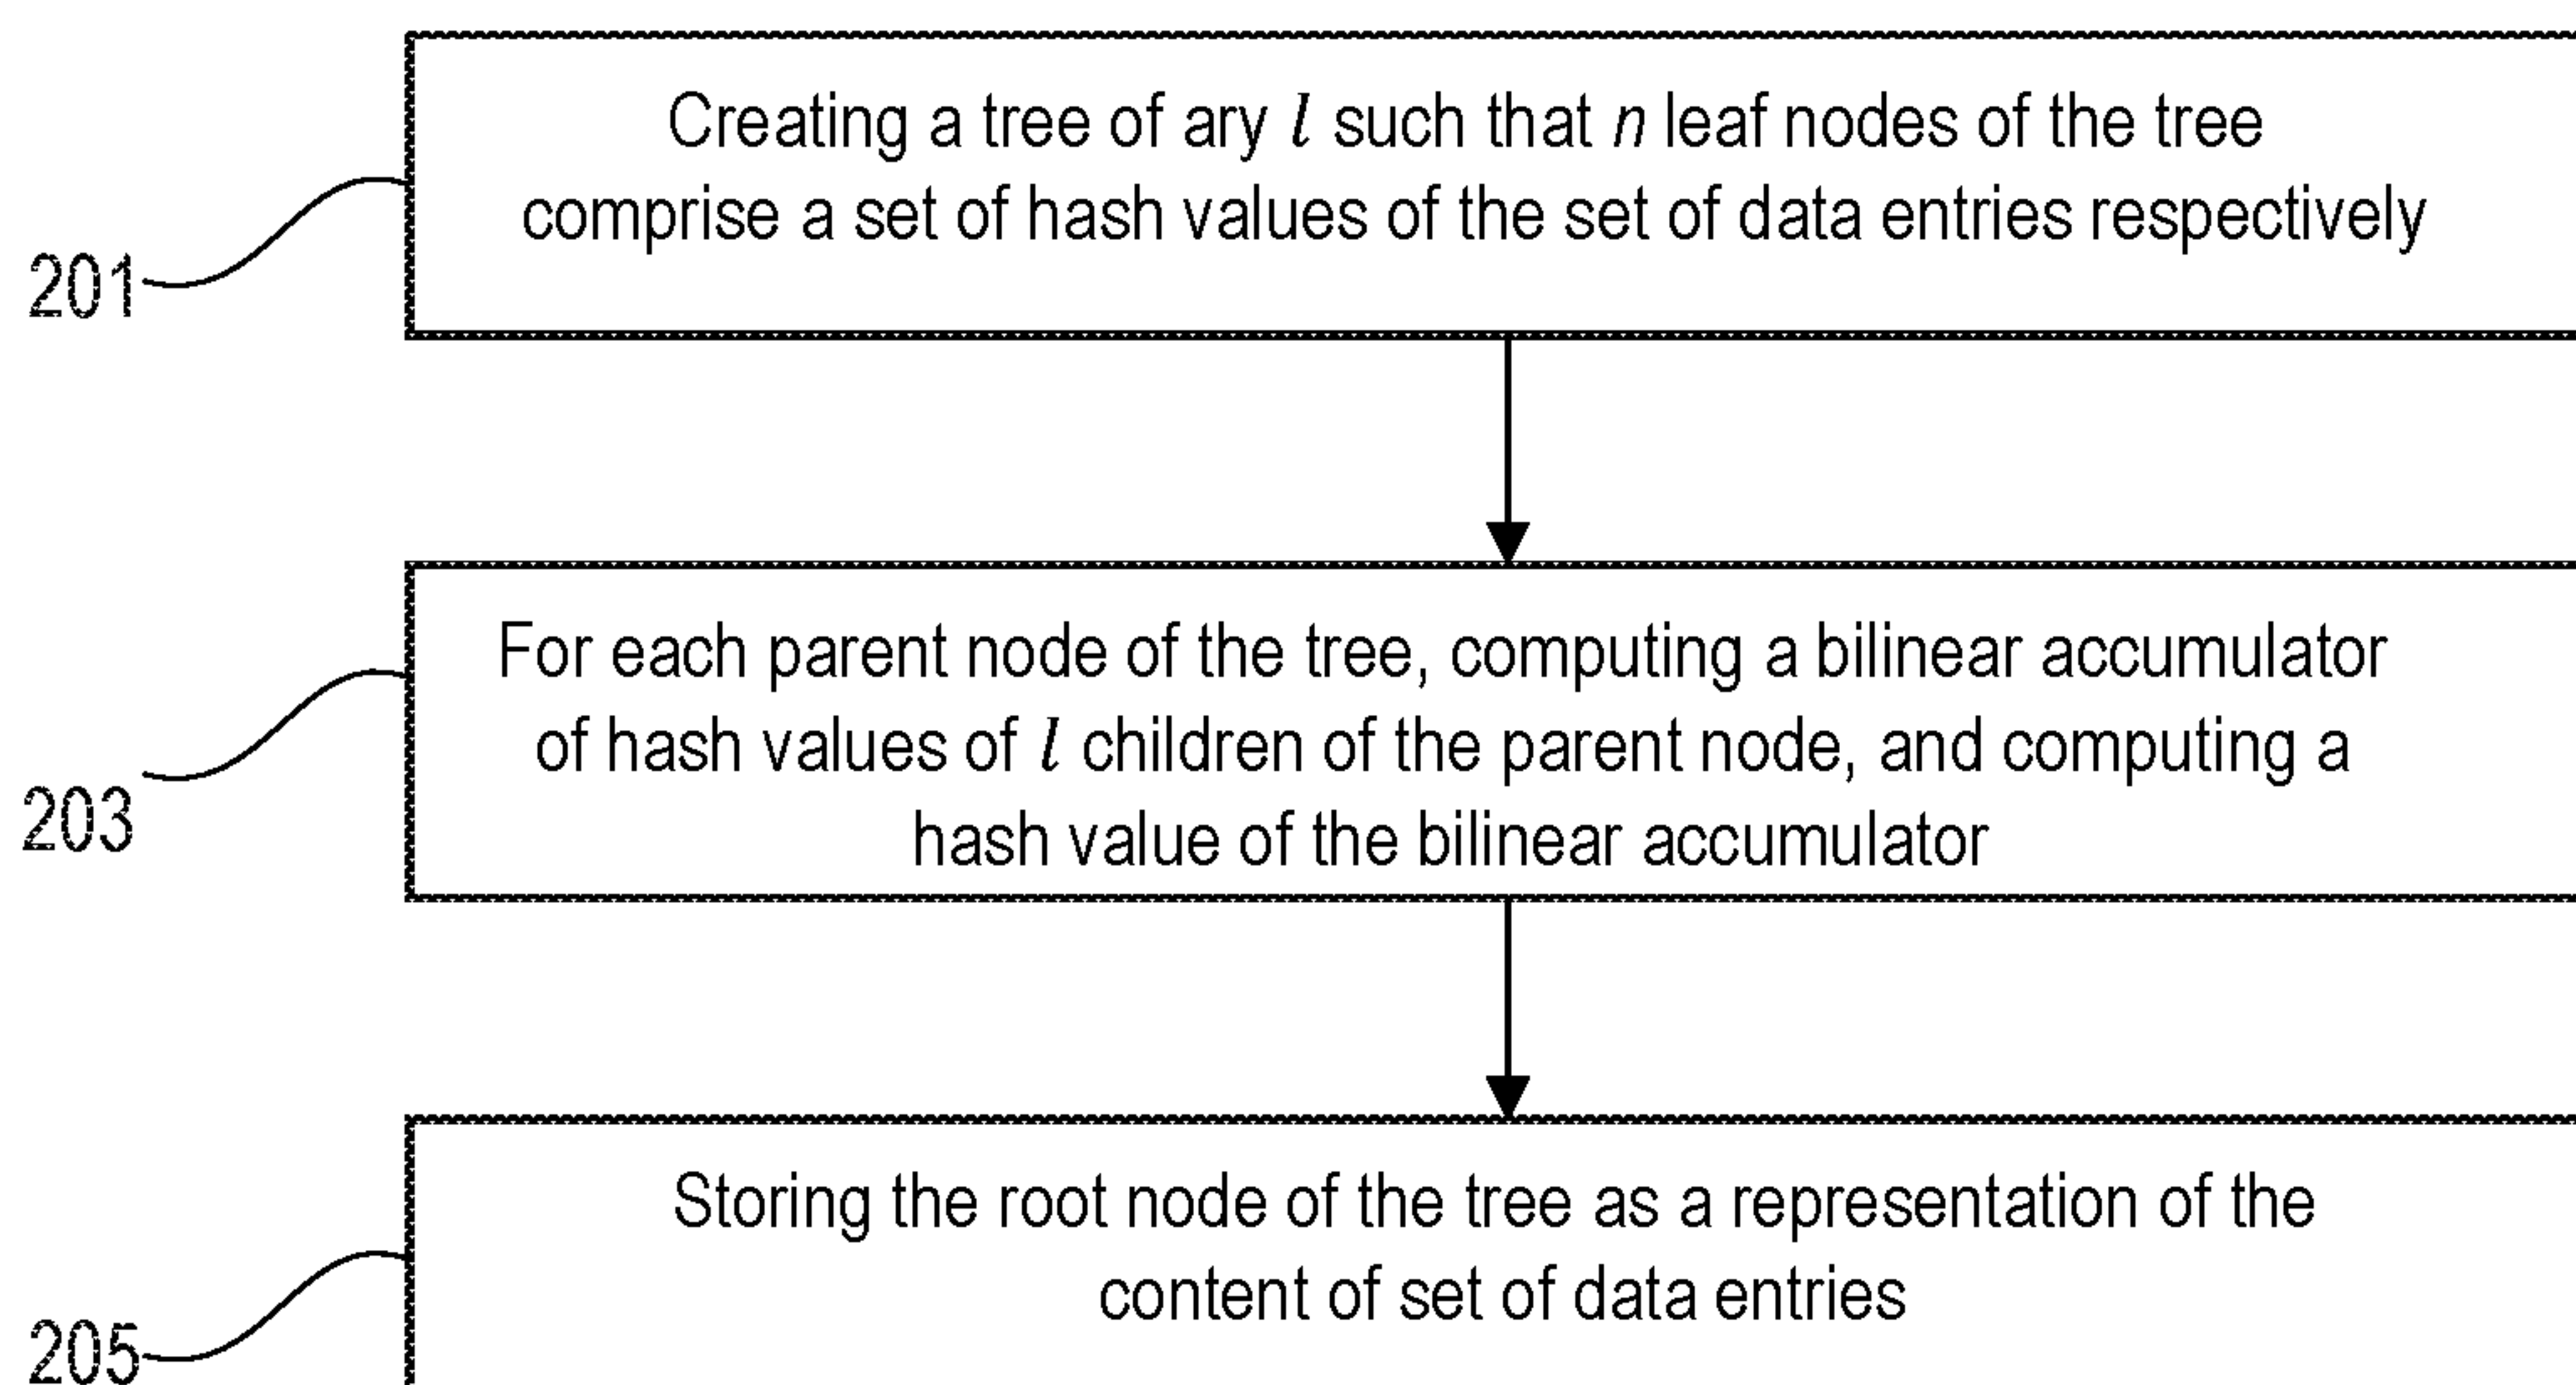 Creating a tree of ary l such that n leaf nodes of the tree
comprise a set of hash values of the set of data entries respectively
201
For each parent node of the tree, computing a bilinear accumulator
of hash values of l children of the parent node, and computing a
hash value of the bilinear accumulator
203
Storing the root node of the tree as a representation of the
content of set of data entries
205